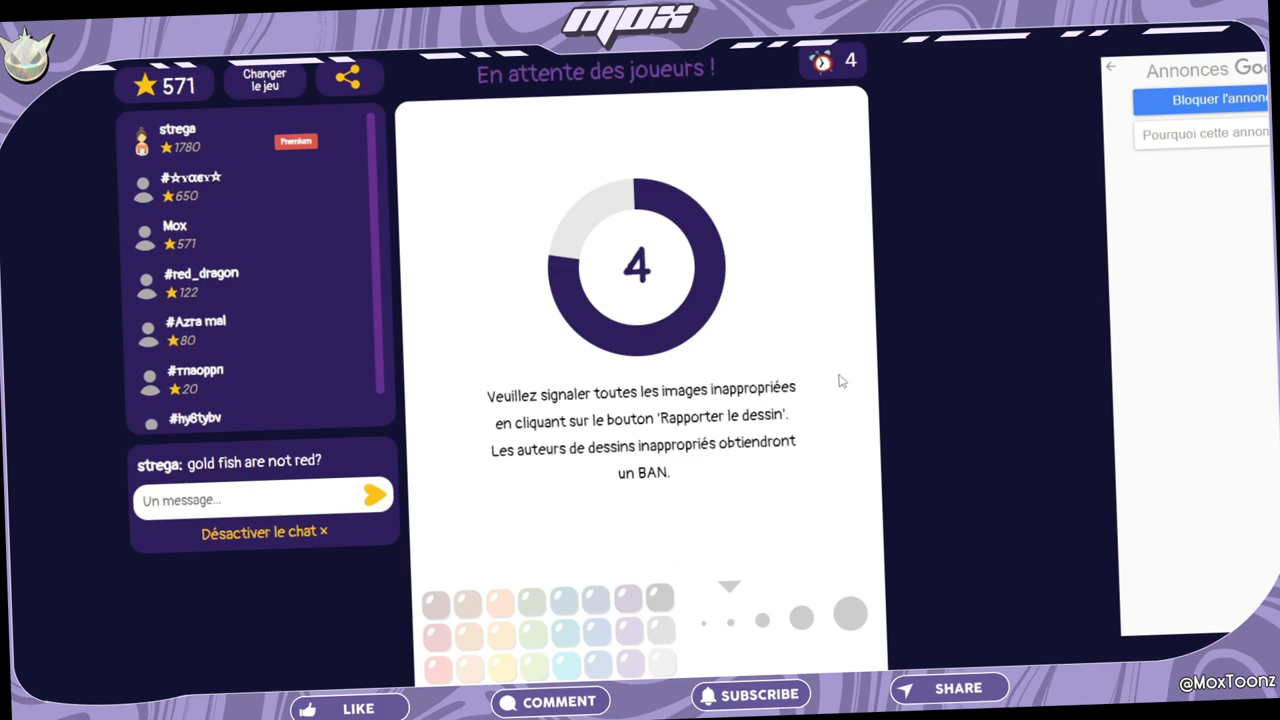 MOX
571
Changer
le jeu
En attente des joueurs !
4
Annonces Goo
Bloquer l'annon
Pourquoi cette annon
strega
1780
Premium
#☆ʏαєʏ☆
650
Mox
571
#red_dragon
122
#Azra mal
80
#тпаоррп
20
#hy6tybv
4
Veuillez signaler toutes les images inappropriées
en cliquant sur le bouton 'Rapporter le dessin'.
Les auteurs de dessins inappropriés obtiendront
un BAN.
strega: gold fish are not red?
Un message...
Désactiver le chat ×
LIKE
COMMENT
SUBSCRIBE
SHARE
@MoxToonz